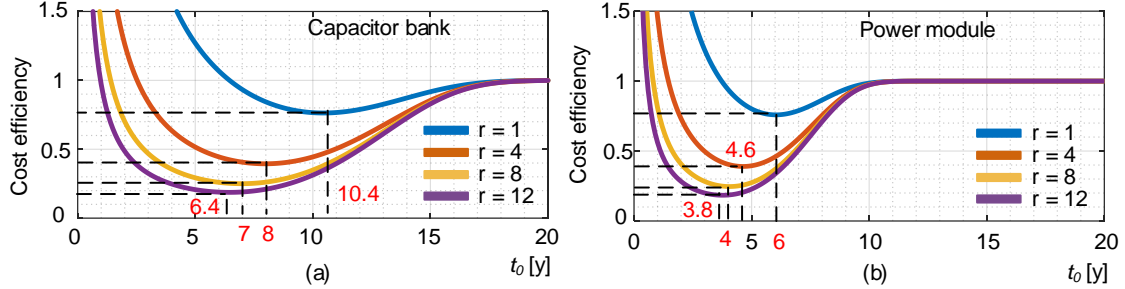 Capacitor bank
Cost efficiency
1.5
1
0.5
0
r = 1
r = 4
r = 8
r = 12
6.4
7
8
10.4
0
5
10
15
20
t0 [y]
(a)
Power module
Cost efficiency
1.5
1
0.5
0
r = 1
r = 4
r = 8
r = 12
4.6
3.8
4
6
0
5
10
15
20
t0 [y]
(b)